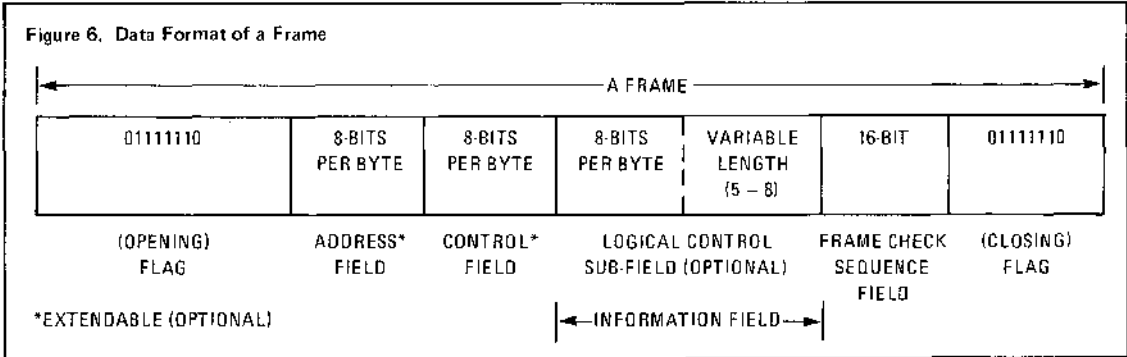 Figure 6. Data Format of a Frame
A FRAME
01111110
8-BITS
PER BYTE
8-BITS
PER BYTE
8-BITS
PER BYTE
VARIABLE
LENGTH
(5 – 8)
16-BIT
01111110
(OPENING)
FLAG
ADDRESS*
FIELD
CONTROL*
FIELD
LOGICAL CONTROL
SUB-FIELD (OPTIONAL)
FRAME CHECK
SEQUENCE
FIELD
(CLOSING)
FLAG
*EXTENDABLE (OPTIONAL)
INFORMATION FIELD